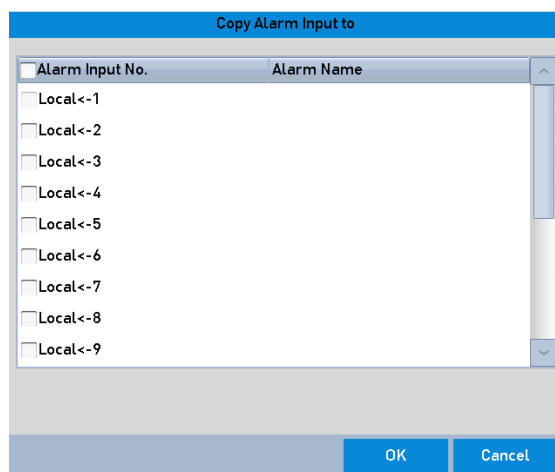 Copy Alarm Input to
Alarm Input No. Alarm Name
Local<-1
Local<-2
Local<-3
Local<-4
Local<-5
Local<-6
Local<-7
Local<-8
Local<-9
OK Cancel